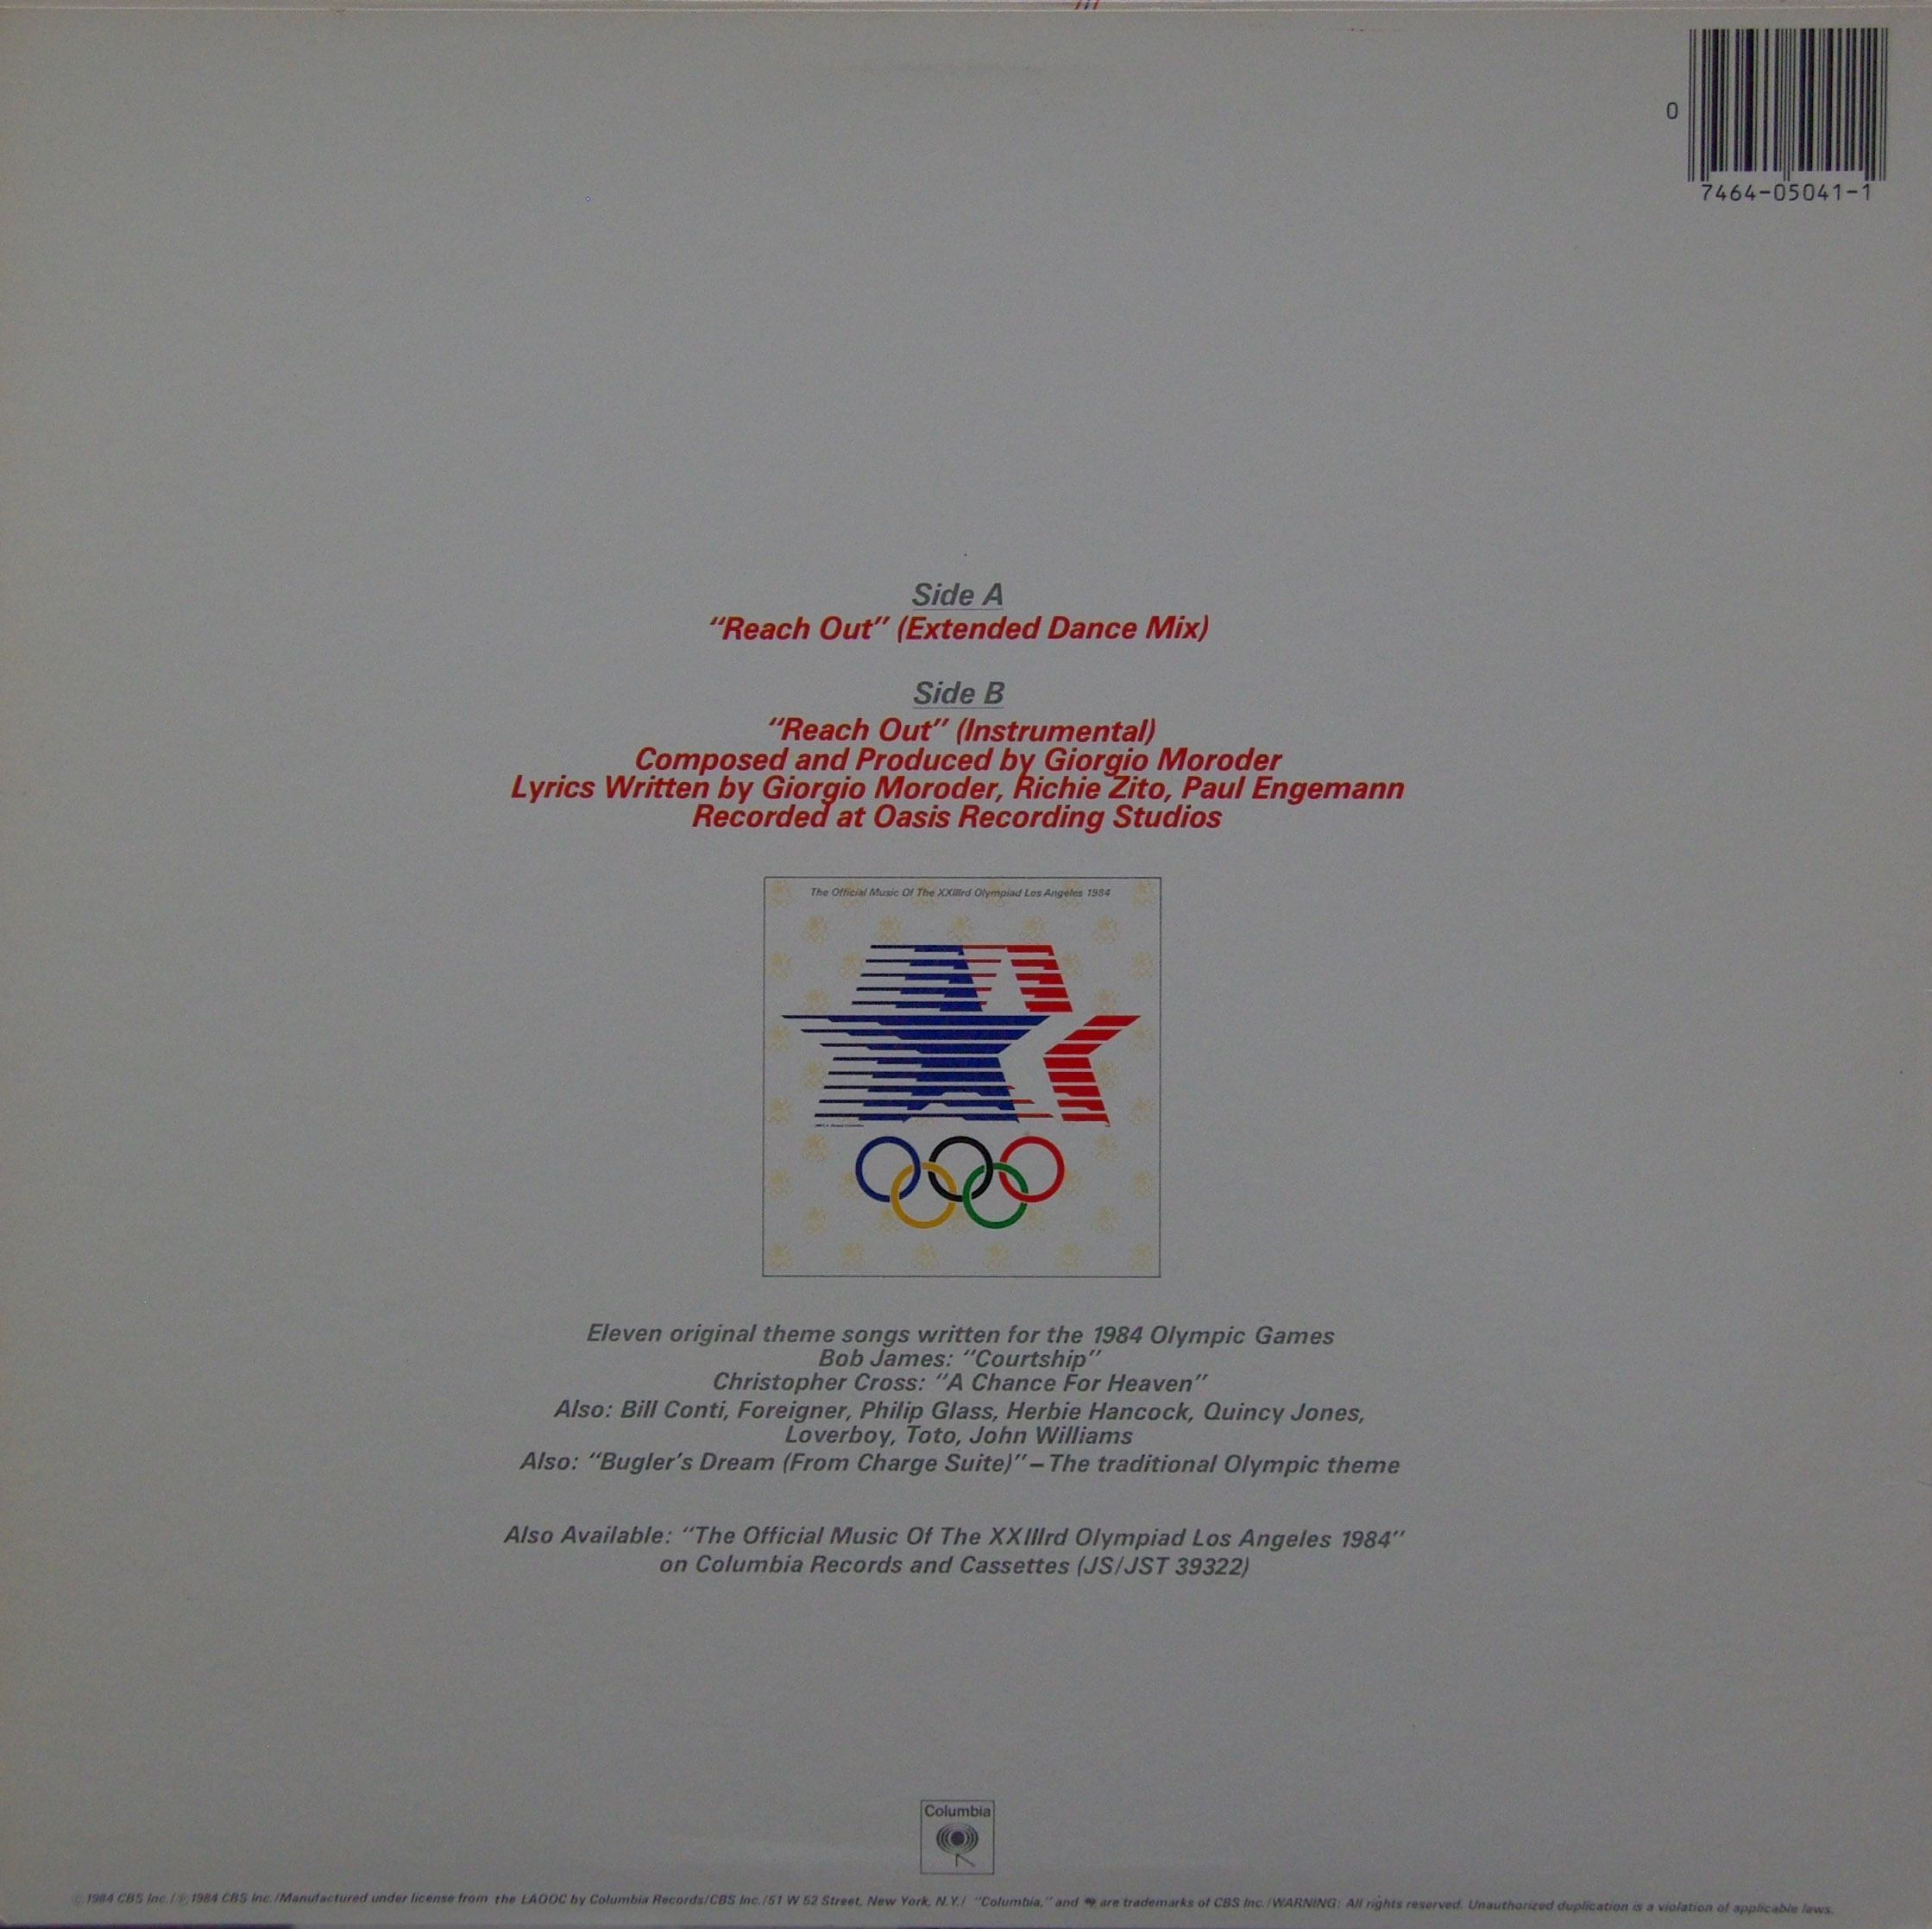 0
7464-05041-1
Side A
“Reach Out” (Extended Dance Mix)
Side B
“Reach Out” (Instrumental)
Composed and Produced by Giorgio Moroder
Lyrics Written by Giorgio Moroder, Richie Zito, Paul Engemann
Recorded at Oasis Recording Studios
The Official Music Of The XXIIIrd Olympiad Los Angeles 1984
Eleven original theme songs written for the 1984 Olympic Games
Bob James: “Courtship”
Christopher Cross: “A Chance For Heaven”
Also: Bill Conti, Foreigner, Philip Glass, Herbie Hancock, Quincy Jones,
Loverboy, Toto, John Williams
Also: “Bugler’s Dream (From Charge Suite)” – The traditional Olympic theme
Also Available: “The Official Music Of The XXIIIrd Olympiad Los Angeles 1984”
on Columbia Records and Cassettes (JS/JST 39322)
Columbia
© 1984 CBS Inc./℗ 1984 CBS Inc./Manufactured under license from the LAOOC by Columbia Records/CBS Inc./51 W 52 Street, New York, N.Y./ “Columbia,” and are trademarks of CBS Inc./WARNING: All rights reserved. Unauthorized duplication is a violation of applicable laws.